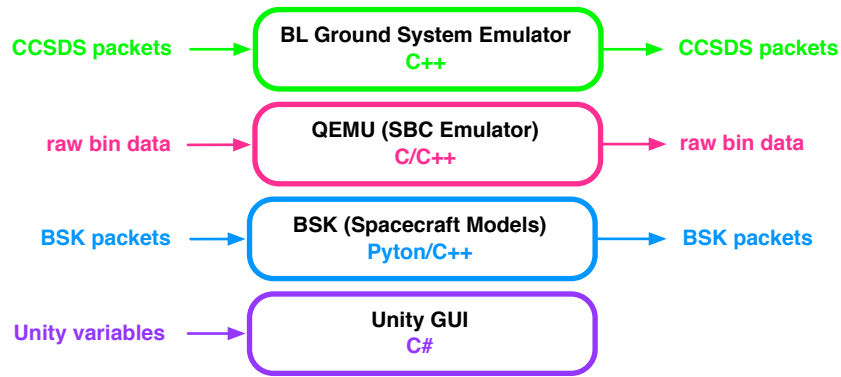 BL Ground System Emulator
CCSDS packets
C++
CCSDS packets
QEMU (SBC Emulator)
raw bin data
C/C++
raw bin data
BSK (Spacecraft Models)
BSK packets
Pyton/C++
BSK packets
Unity GUI
Unity variables
C#